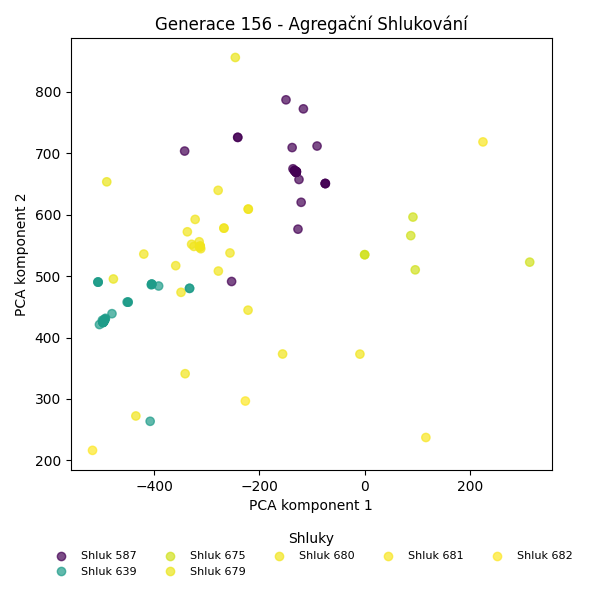 Generace 156 - Agregační Shlukování
PCA komponent 2
800
700
600
500
400
300
200
−400 −200 0 200
PCA komponent 1
Shluky
Shluk 587 Shluk 675 Shluk 680 Shluk 681 Shluk 682
Shluk 639 Shluk 679